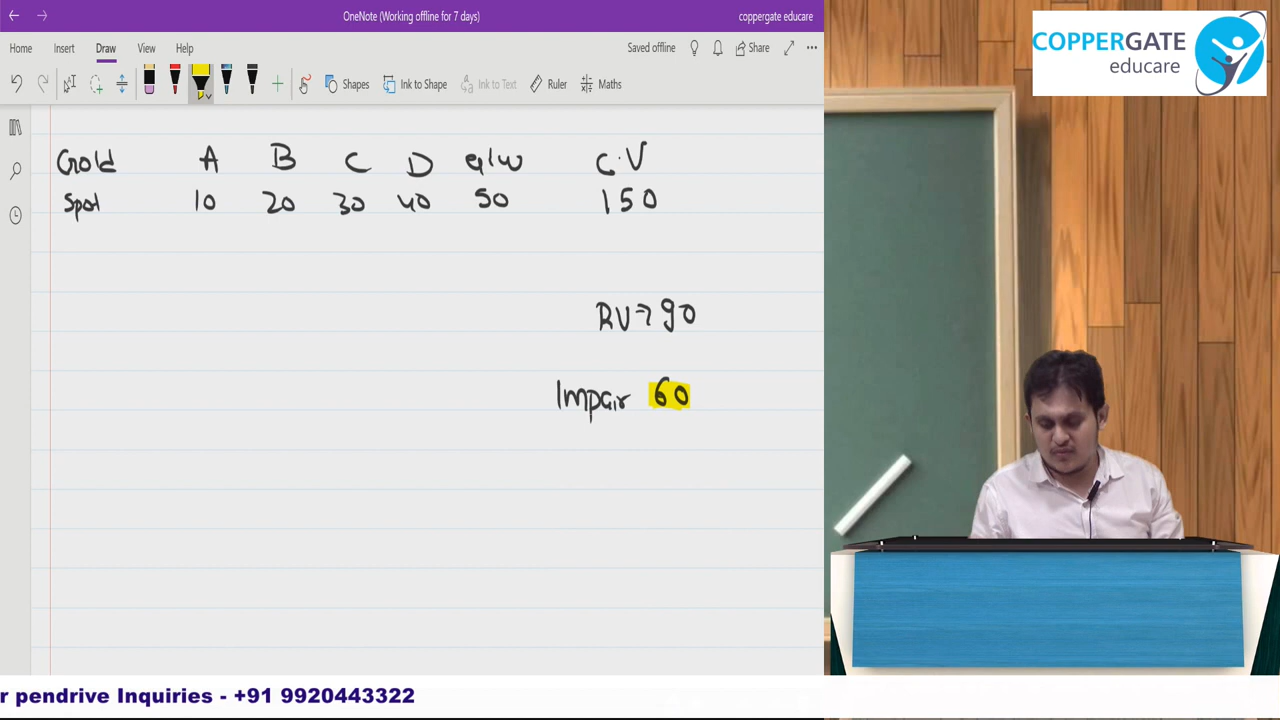 OneNote (Working offline for 7 days)
coppergate educare
Home Insert Draw View Help
Saved offline Share
Shapes Ink to Shape Ink to Text Ruler Maths
COPPERGATE
educare
Gold A B C D G/W C.V
Spot 10 20 30 40 50 150
RV→90
Impair 60
r pendrive Inquiries - +91 9920443322